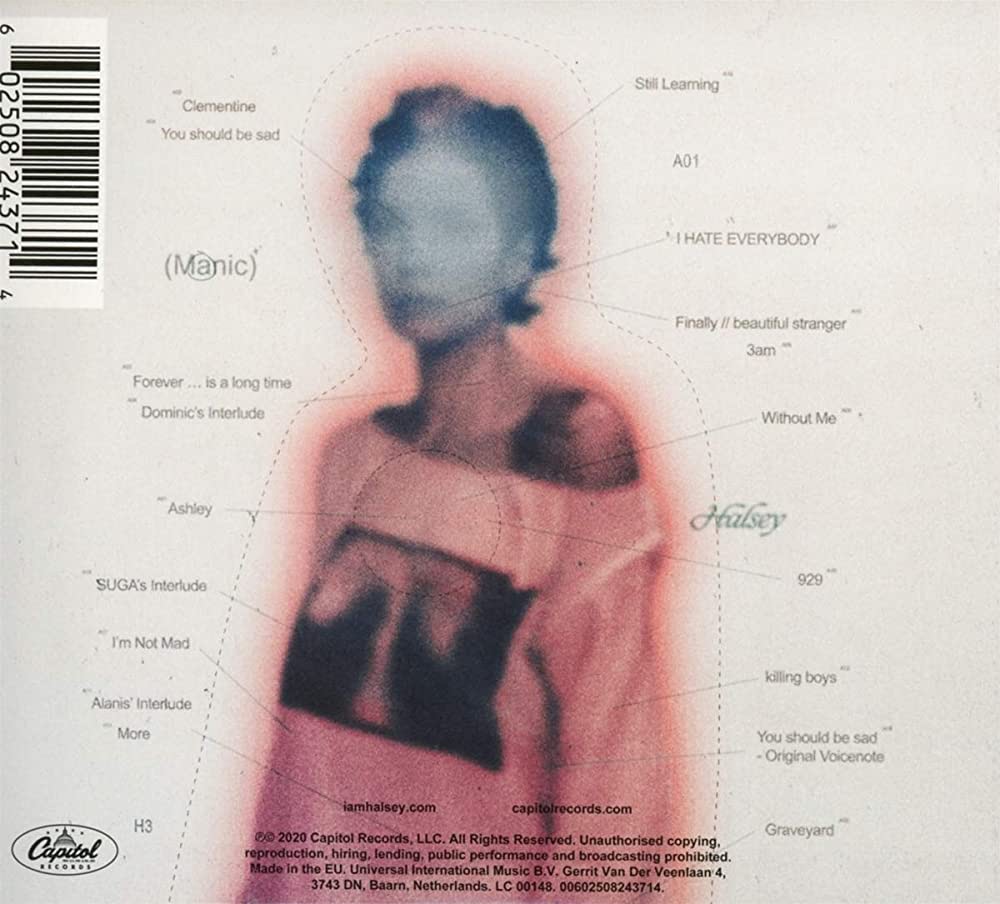 6 02508 24371 4
Clementine
You should be sad
(Manic)
Forever ... is a long time
Dominic's Interlude
Ashley
SUGA's Interlude
I'm Not Mad
Alanis' Interlude
More
H3
Still Learning
A01
I HATE EVERYBODY
Finally // beautiful stranger
3am
Without Me
Halsey
929
killing boys
You should be sad
- Original Voicenote
Graveyard
iamhalsey.com
capitolrecords.com
Capitol
RECORDS
℗© 2020 Capitol Records, LLC. All Rights Reserved. Unauthorised copying,
reproduction, hiring, lending, public performance and broadcasting prohibited.
Made in the EU. Universal International Music B.V. Gerrit Van Der Veenlaan 4,
3743 DN, Baarn, Netherlands. LC 00148. 00602508243714.